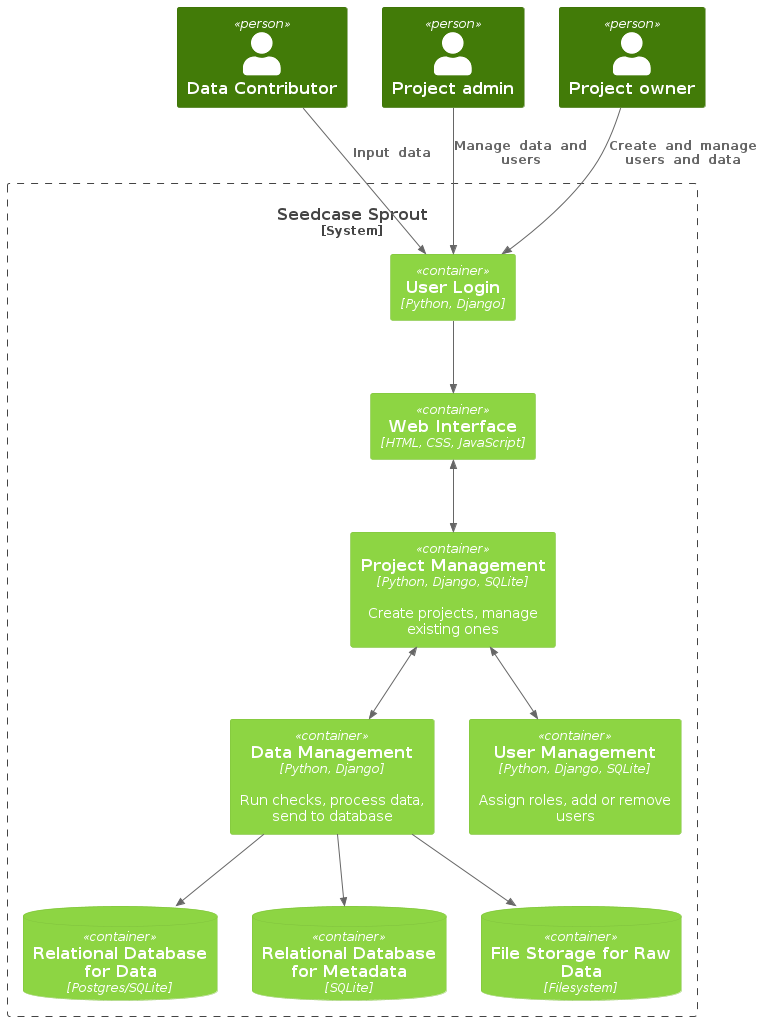 «person»
Data Contributor
«person»
Project admin
«person»
Project owner
Input data
Manage data and
users
Create and manage
users and data
Seedcase Sprout
[System]
«container»
User Login
[Python, Django]
«container»
Web Interface
[HTML, CSS, JavaScript]
«container»
Project Management
[Python, Django, SQLite]
Create projects, manage
existing ones
«container»
Data Management
[Python, Django]
Run checks, process data,
send to database
«container»
User Management
[Python, Django, SQLite]
Assign roles, add or remove
users
«container»
Relational Database
for Data
[Postgres/SQLite]
«container»
Relational Database
for Metadata
[SQLite]
«container»
File Storage for Raw
Data
[Filesystem]